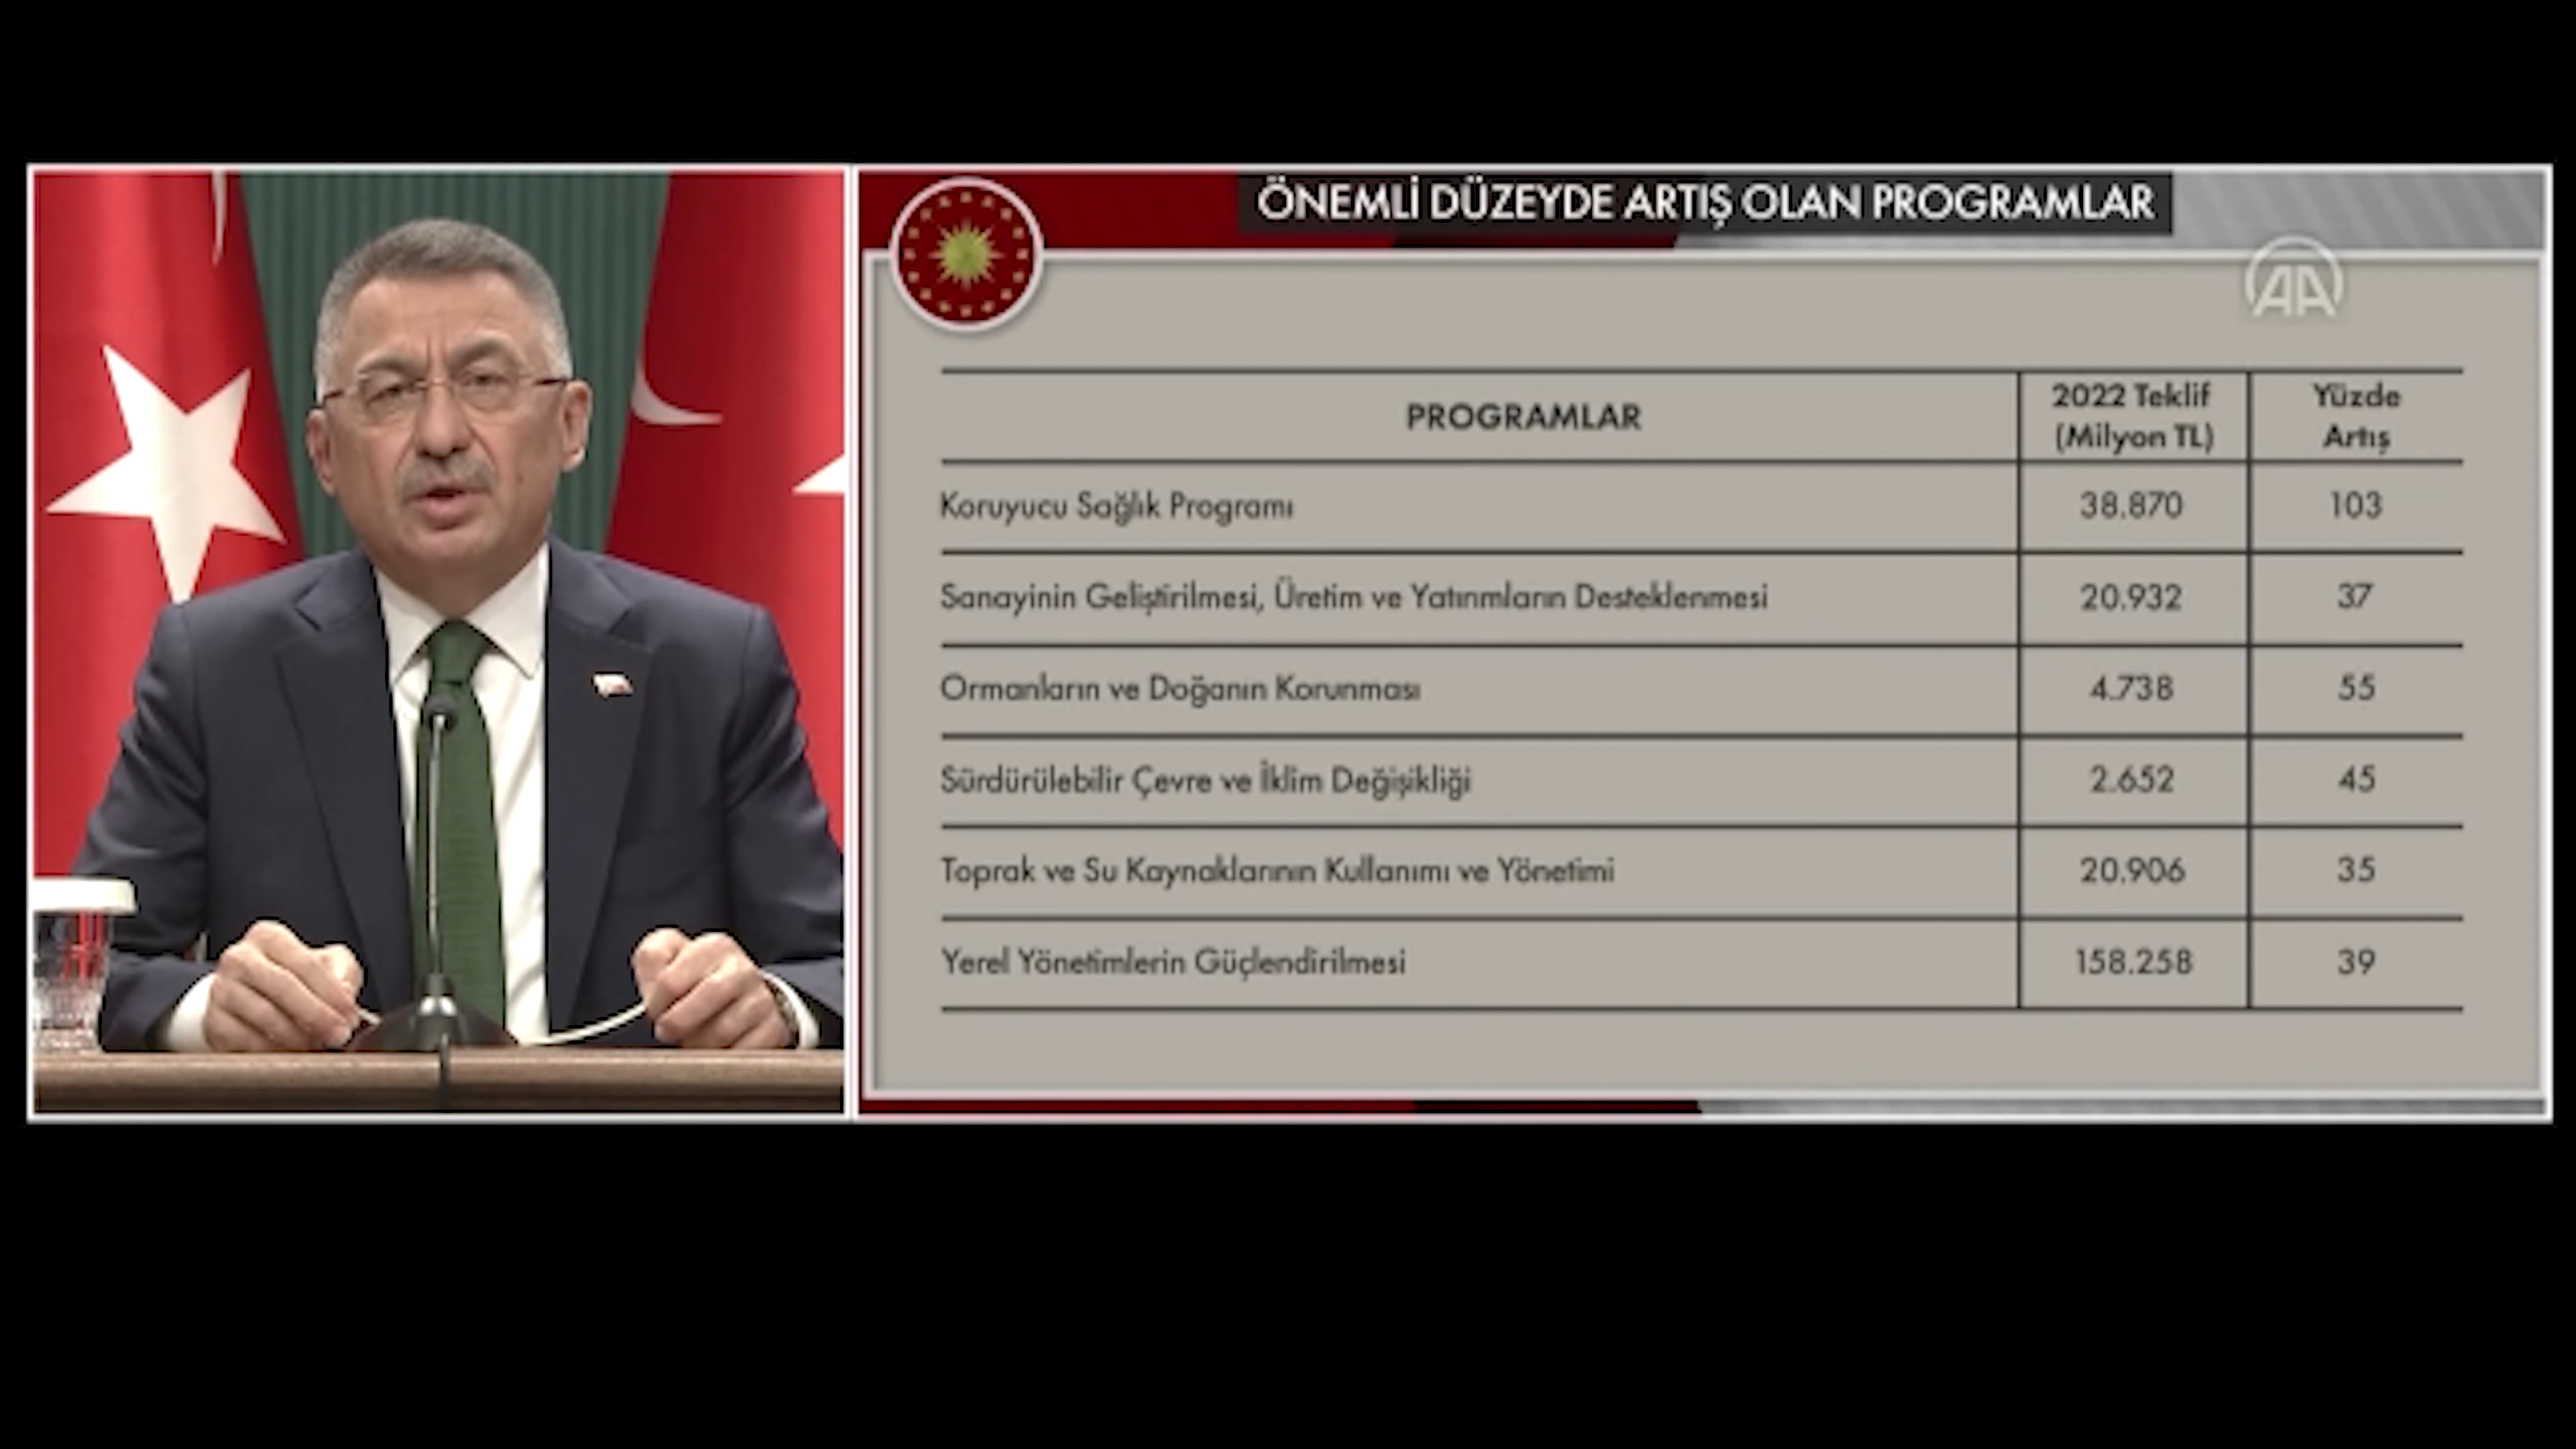 ÖNEMLİ DÜZEYDE ARTIŞ OLAN PROGRAMLAR
AA
PROGRAMLAR
2022 Teklif
(Milyon TL)
Yüzde
Artış
Koruyucu Sağlık Programı 38.870 103
Sanayinin Geliştirilmesi, Üretim ve Yatırımların Desteklenmesi 20.932 37
Ormanların ve Doğanın Korunması 4.738 55
Sürdürülebilir Çevre ve İklim Değişikliği 2.652 45
Toprak ve Su Kaynaklarının Kullanımı ve Yönetimi 20.906 35
Yerel Yönetimlerin Güçlendirilmesi 158.258 39